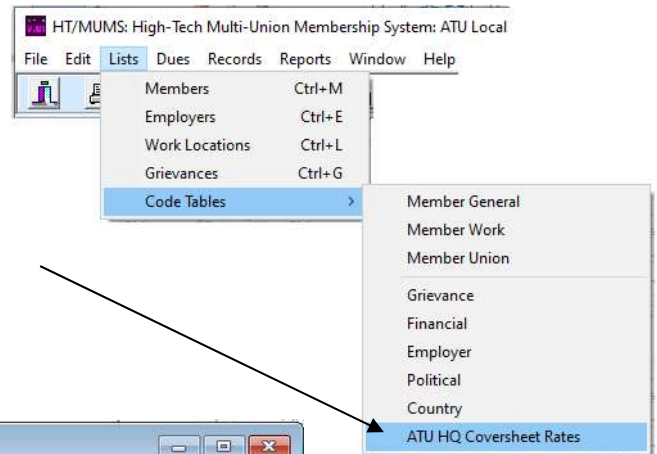 HT/MUMS: High-Tech Multi-Union Membership System: ATU Local
File Edit Lists Dues Records Reports Window Help
Members Ctrl+M
Employers Ctrl+E
Work Locations Ctrl+L
Grievances Ctrl+G
Code Tables >
Member General
Member Work
Member Union
Grievance
Financial
Employer
Political
Country
ATU HQ Coversheet Rates